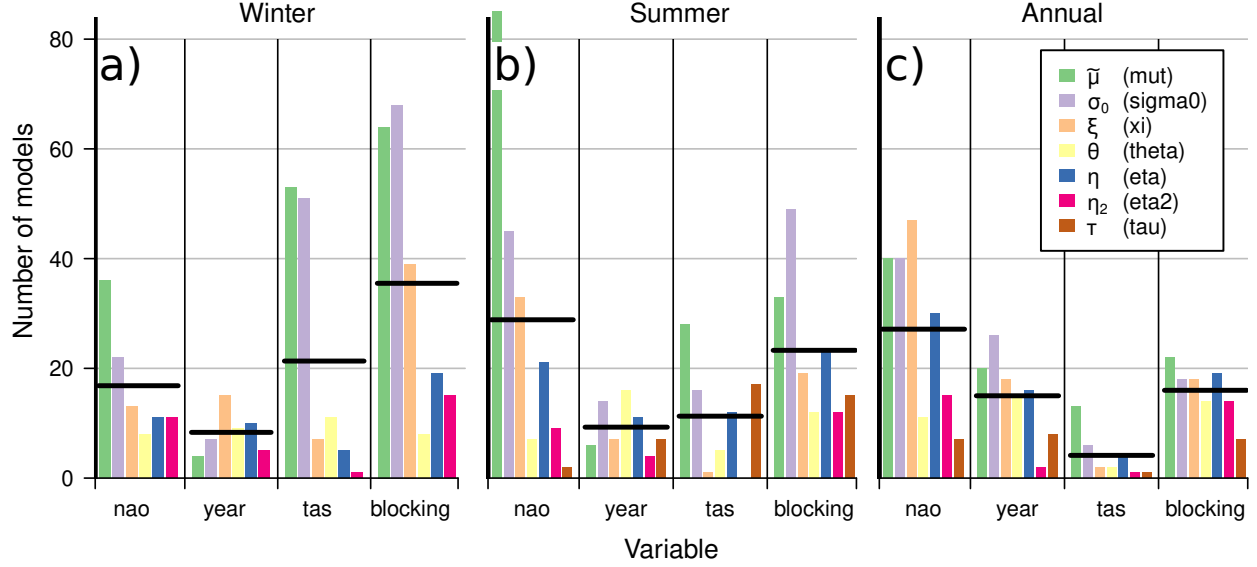 Winter Summer Annual
Number of models
80
60
40
20
0
a) b) c)
μ̃ (mut)
σ₀ (sigma0)
ξ (xi)
θ (theta)
η (eta)
η₂ (eta2)
τ (tau)
nao year tas blocking nao year tas blocking nao year tas blocking
Variable